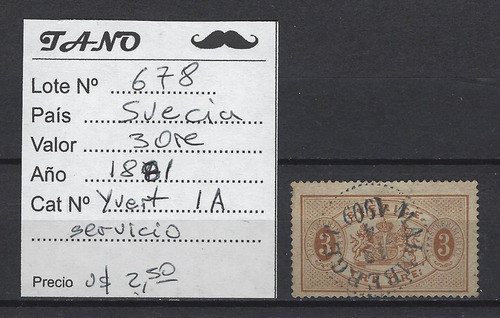 TANO
Lote Nº 678
País Suecia
Valor 3 Ore
Año 1881
Cat Nº Yvert 1A
servicio
Precio U$ 2,50
3 3
1909